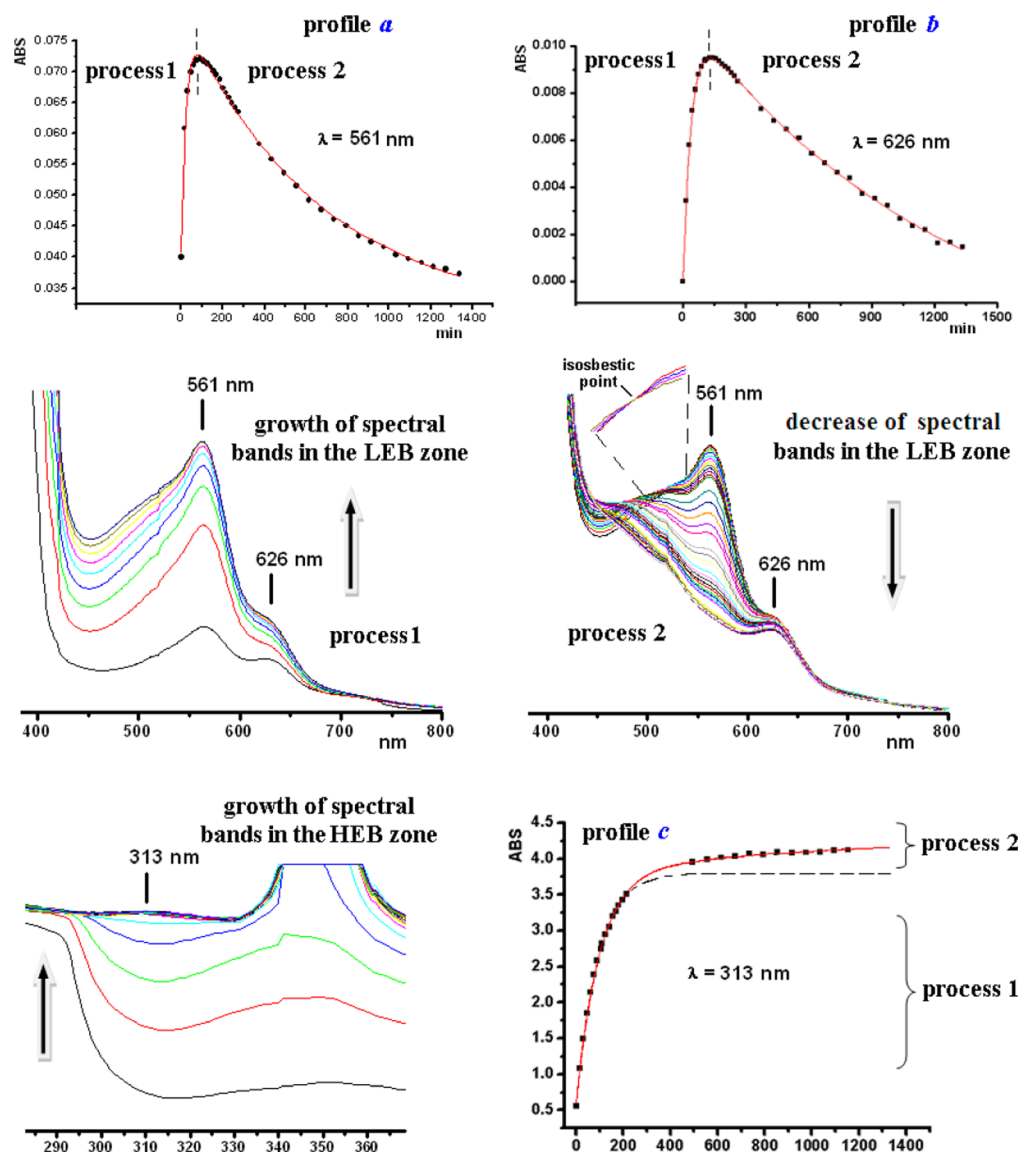 profile a
ABS
process1
process 2
λ = 561 nm
0.075
0.070
0.065
0.060
0.055
0.050
0.045
0.040
0.035
0 200 400 600 800 1000 1200 1400
min
profile b
ABS
process1
process 2
λ = 626 nm
0.010
0.008
0.006
0.004
0.002
0.000
0 300 600 900 1200 1500
min
561 nm
growth of spectral
bands in the LEB zone
626 nm
process1
400 500 600 700 800
nm
isosbestic
point
561 nm
decrease of spectral
bands in the LEB zone
626 nm
process 2
400 500 600 700 800
nm
growth of spectral
bands in the HEB zone
313 nm
290 300 310 320 330 340 350 360
profile c
ABS
process 2
λ = 313 nm
process 1
4.5
4.0
3.5
3.0
2.5
2.0
1.5
1.0
0.5
0 200 400 600 800 1000 1200 1400